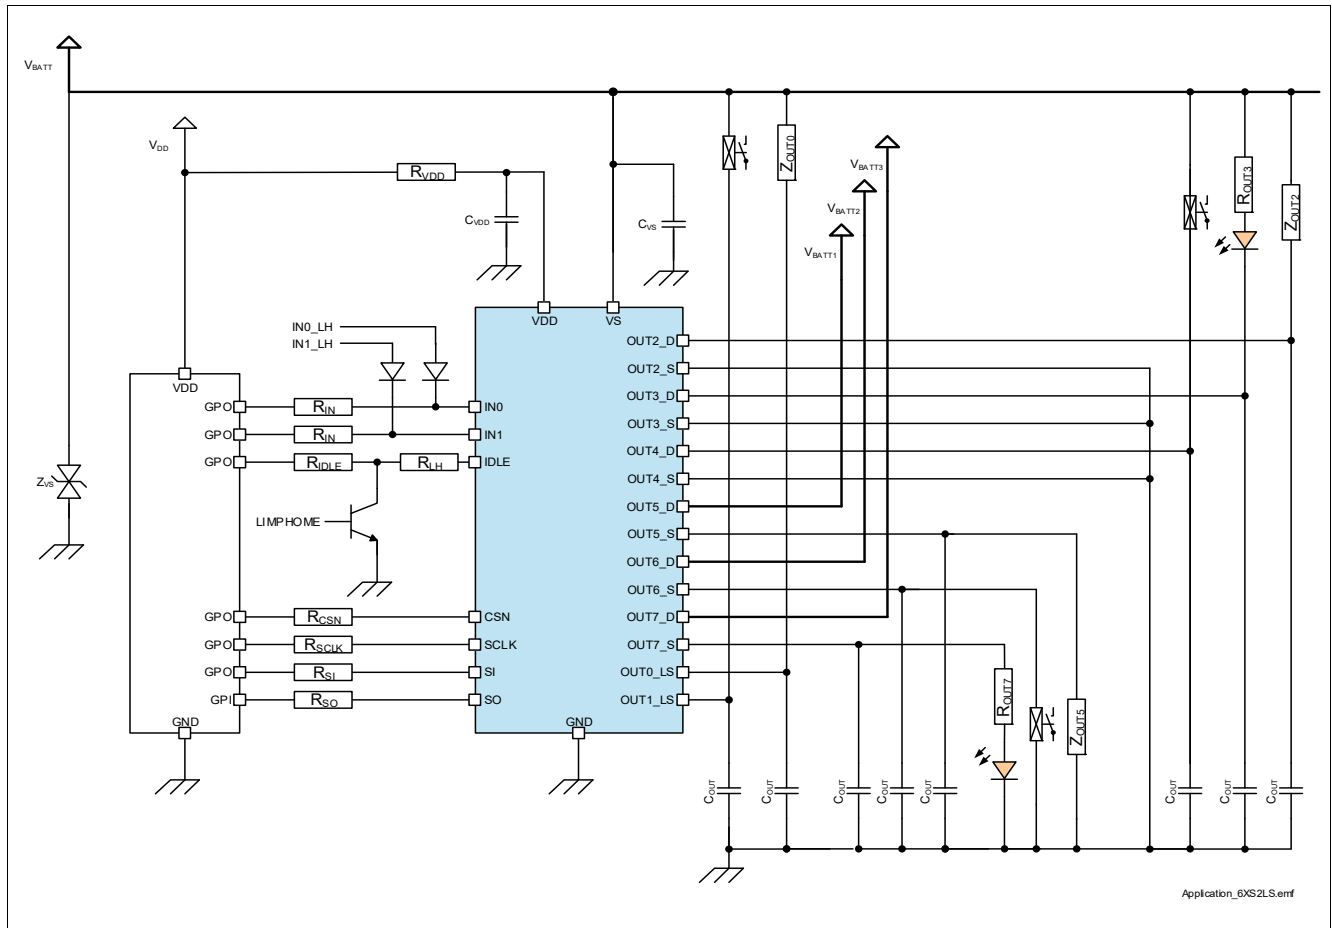 VBATT
VDD
RVDD
CVDD
CVS
ZOUT0
VBATT3
VBATT2
VBATT1
ROUT3
ZOUT2
IN0_LH
IN1_LH
VDD
VS
VDD
GPO
RIN
IN0
GPO
RIN
IN1
GPO
RIDLE
RLH
IDLE
ZVS
LIMPHOME
GPO
RCSN
CSN
GPO
RSCLK
SCLK
GPO
RSI
SI
GPI
RSO
SO
GND
GND
OUT2_D
OUT2_S
OUT3_D
OUT3_S
OUT4_D
OUT4_S
OUT5_D
OUT5_S
OUT6_D
OUT6_S
OUT7_D
OUT7_S
OUT0_LS
OUT1_LS
ROUT7
ZOUT5
COUT
COUT
COUT
COUT
COUT
COUT
COUT
COUT
Application_6XS2LS.emf